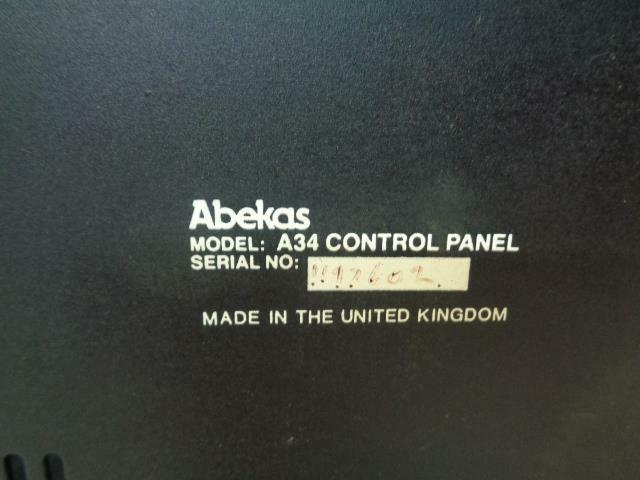 Abekas
MODEL: A34 CONTROL PANEL
SERIAL NO:
MADE IN THE UNITED KINGDOM